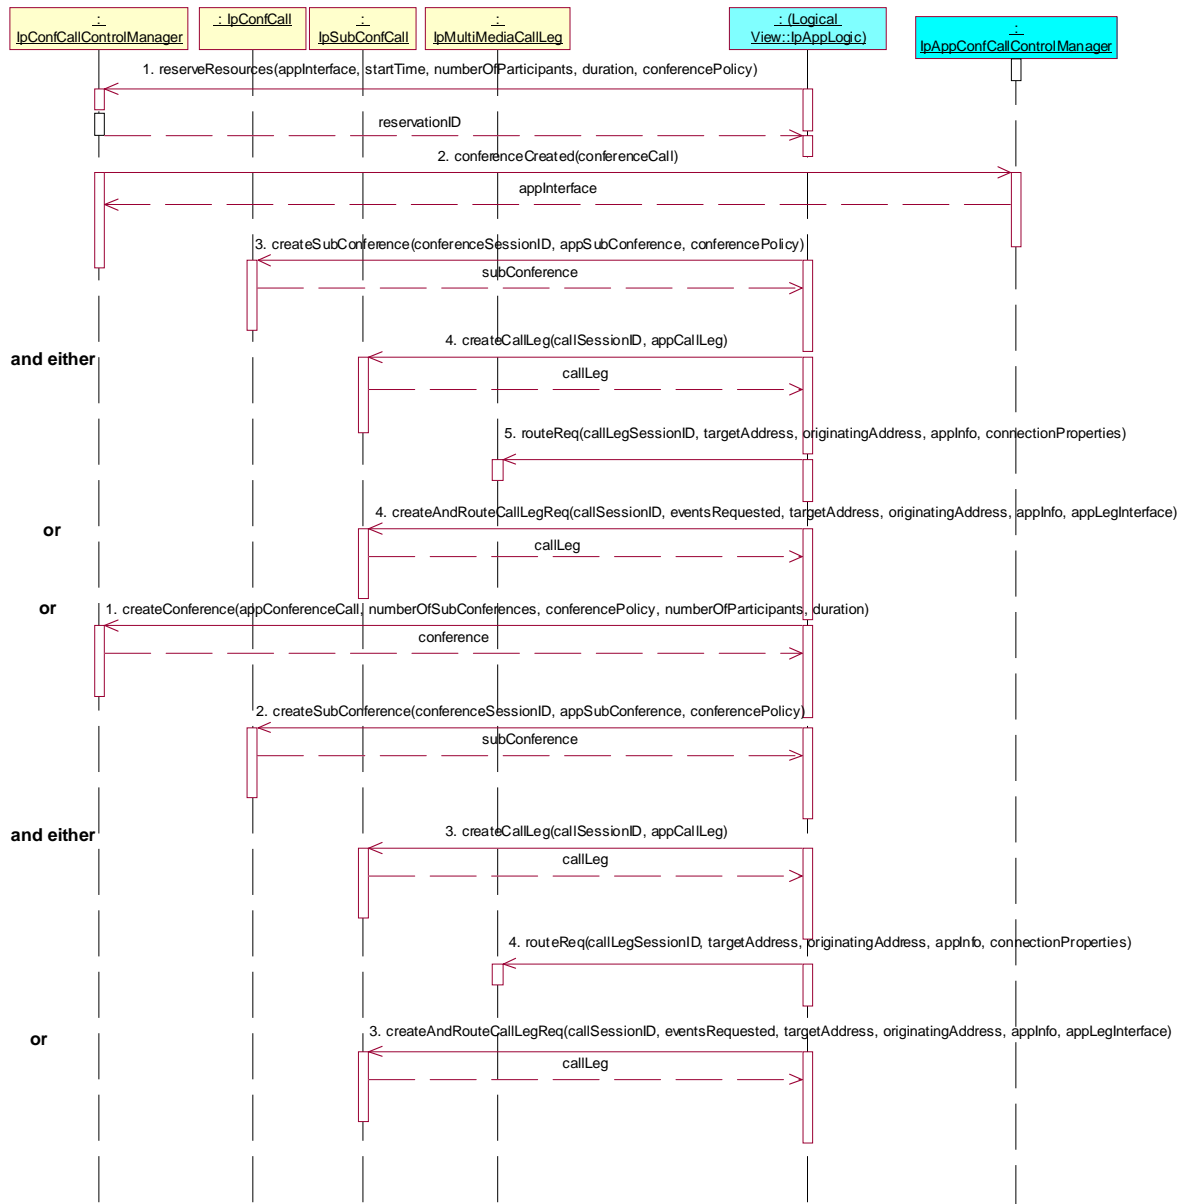 :
IpConfCallControlManager
: IpConfCall
:
IpSubConfCall
:
IpMultiMediaCallLeg
: (Logical
View::IpAppLogic)
:
IpAppConfCallControlManager
1. reserveResources(appInterface, startTime, numberOfParticipants, duration, conferencePolicy)
reservationID
2. conferenceCreated(conferenceCall)
appInterface
3. createSubConference(conferenceSessionID, appSubConference, conferencePolicy)
subConference
and either
4. createCallLeg(callSessionID, appCallLeg)
callLeg
5. routeReq(callLegSessionID, targetAddress, originatingAddress, appInfo, connectionProperties)
or
4. createAndRouteCallLegReq(callSessionID, eventsRequested, targetAddress, originatingAddress, appInfo, appLegInterface)
callLeg
or
1. createConference(appConferenceCall, numberOfSubConferences, conferencePolicy, numberOfParticipants, duration)
conference
2. createSubConference(conferenceSessionID, appSubConference, conferencePolicy)
subConference
and either
3. createCallLeg(callSessionID, appCallLeg)
callLeg
4. routeReq(callLegSessionID, targetAddress, originatingAddress, appInfo, connectionProperties)
or
3. createAndRouteCallLegReq(callSessionID, eventsRequested, targetAddress, originatingAddress, appInfo, appLegInterface)
callLeg